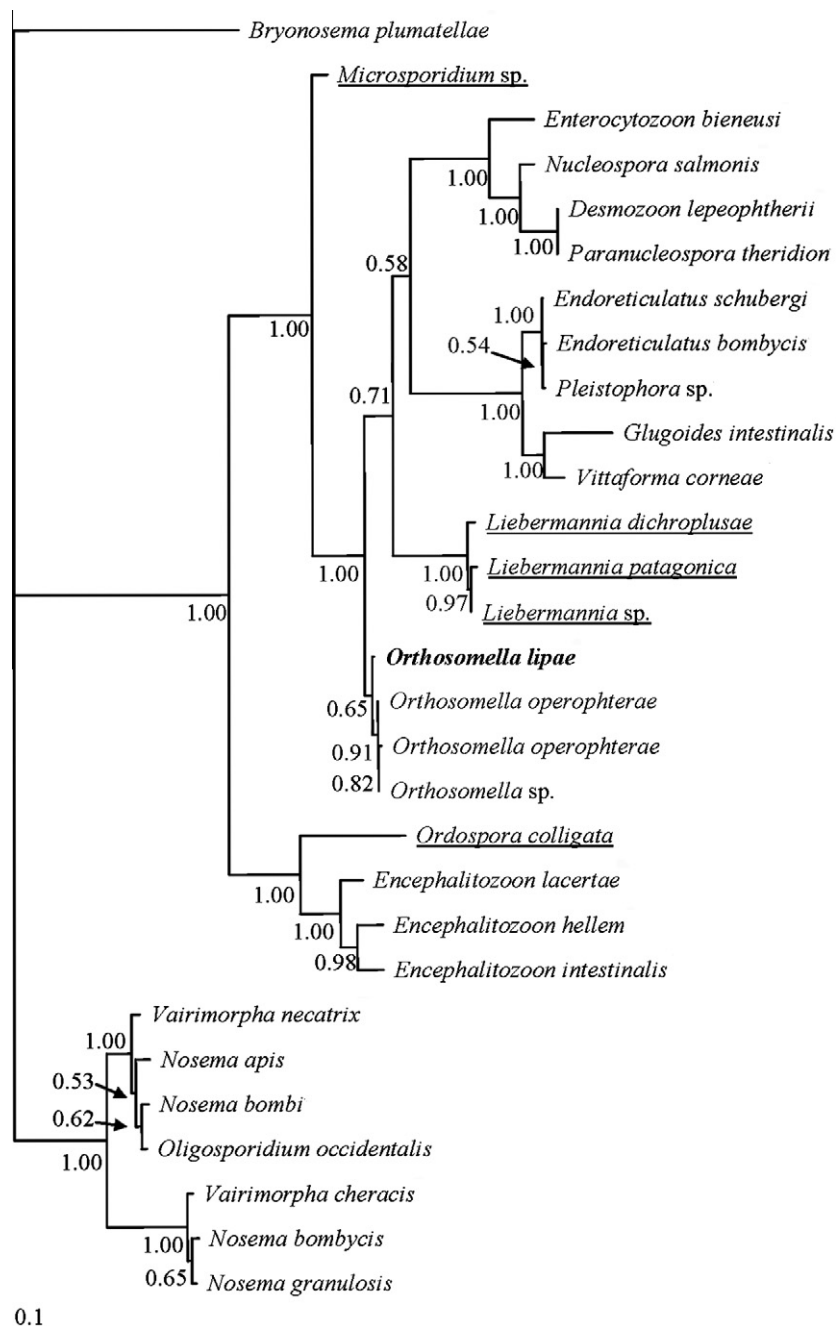 Bryonosema plumatellae
Microsporidium sp.
Enterocytozoon bieneusi
1.00
Nucleospora salmonis
1.00
Desmozoon lepeophtherii
1.00
Paranucleospora theridion
0.58
Endoreticulatus schubergi
1.00
Endoreticulatus bombycis
0.54
Pleistophora sp.
1.00
0.71
1.00
Glugoides intestinalis
1.00
Vittaforma corneae
Liebermannia dichroplusae
1.00
1.00
Liebermannia patagonica
0.97
Liebermannia sp.
1.00
Orthosomella lipae
Orthosomella operophterae
0.65
Orthosomella operophterae
0.91
0.82
Orthosomella sp.
Ordospora colligata
1.00
Encephalitozoon lacertae
1.00
Encephalitozoon hellem
0.98
Encephalitozoon intestinalis
Vairimorpha necatrix
1.00
Nosema apis
0.53
Nosema bombi
0.62
Oligosporidium occidentalis
1.00
Vairimorpha cheracis
1.00
Nosema bombycis
0.65
Nosema granulosis
0.1